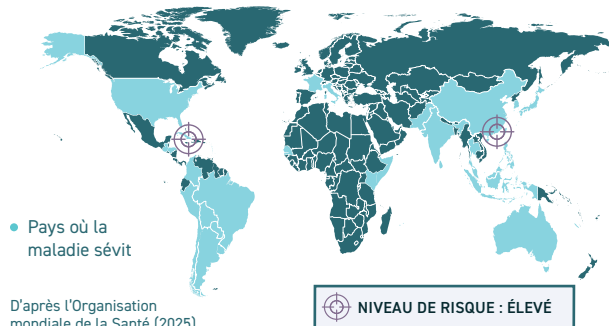 Pays où la
maladie sévit
D'après l'Organisation
mondiale de la Santé (2025)
NIVEAU DE RISQUE : ÉLEVÉ